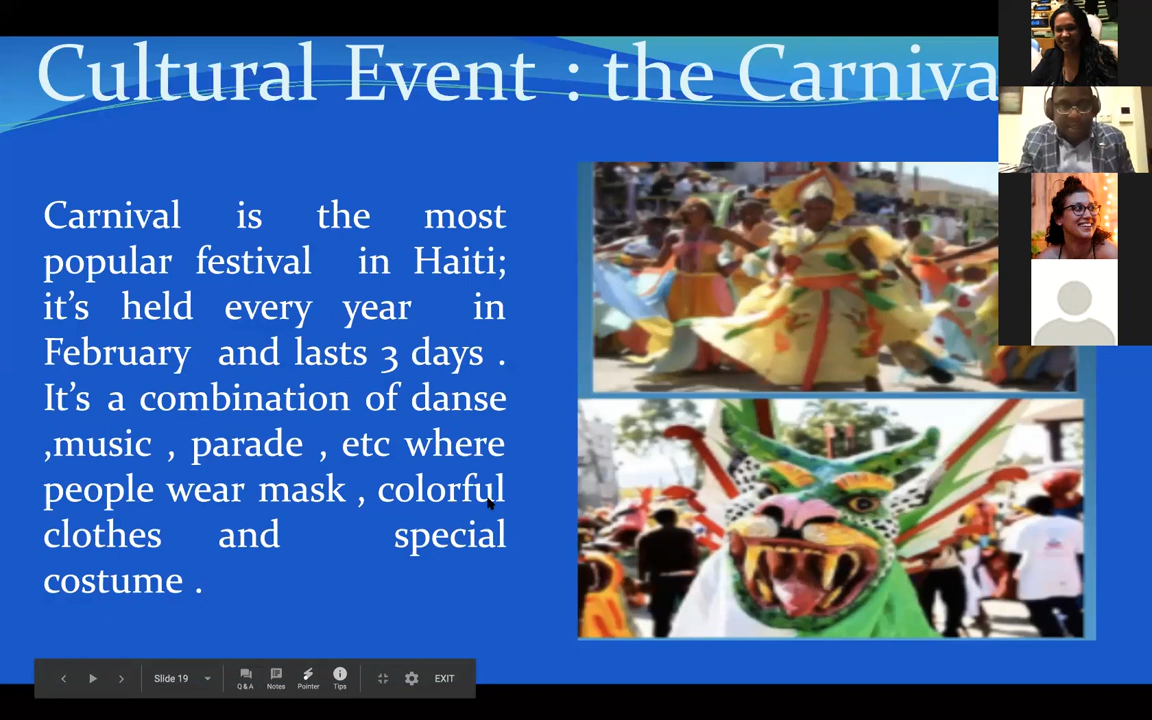 Cultural Event : the Carniva
Carnival is the most
popular festival in Haiti;
it's held every year in
February and lasts 3 days .
It's a combination of danse
,music , parade , etc where
people wear mask , colorful
clothes and special
costume .
Slide 19
Q&A
Notes
Pointer
Tips
EXIT